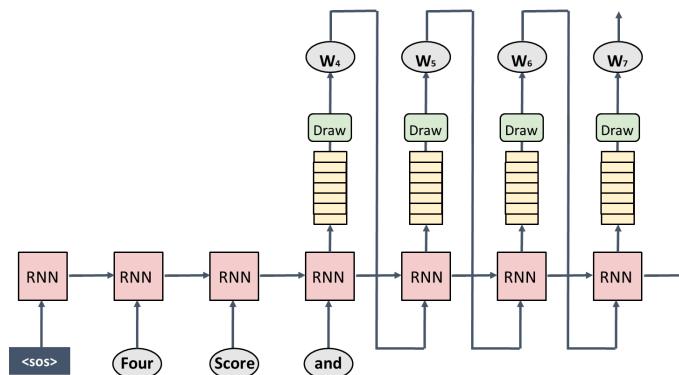 W4 W5 W6 W7
Draw Draw Draw Draw
RNN RNN RNN RNN RNN RNN RNN
<sos> Four Score and